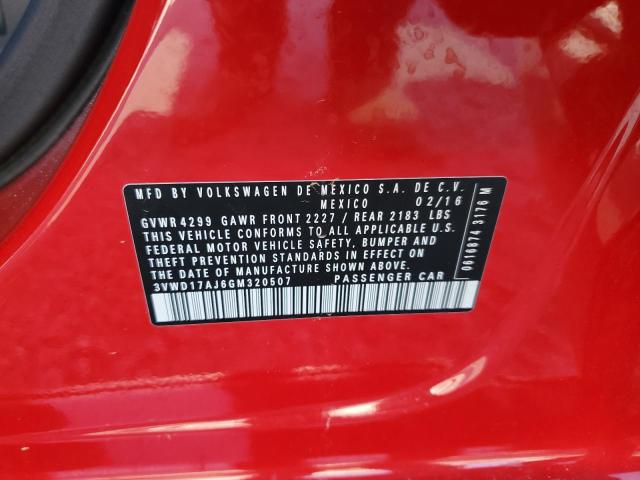 MFD BY VOLKSWAGEN DE MEXICO S.A. DE C.V.
MEXICO 02/16
GVWR 4299 GAWR FRONT 2227 / REAR 2183 LBS
THIS VEHICLE CONFORMS TO ALL APPLICABLE U.S.
FEDERAL MOTOR VEHICLE SAFETY, BUMPER AND
THEFT PREVENTION STANDARDS IN EFFECT ON
THE DATE OF MANUFACTURE SHOWN ABOVE.
3VWD17AJ6GM320507 PASSENGER CAR
0616874 3176 M